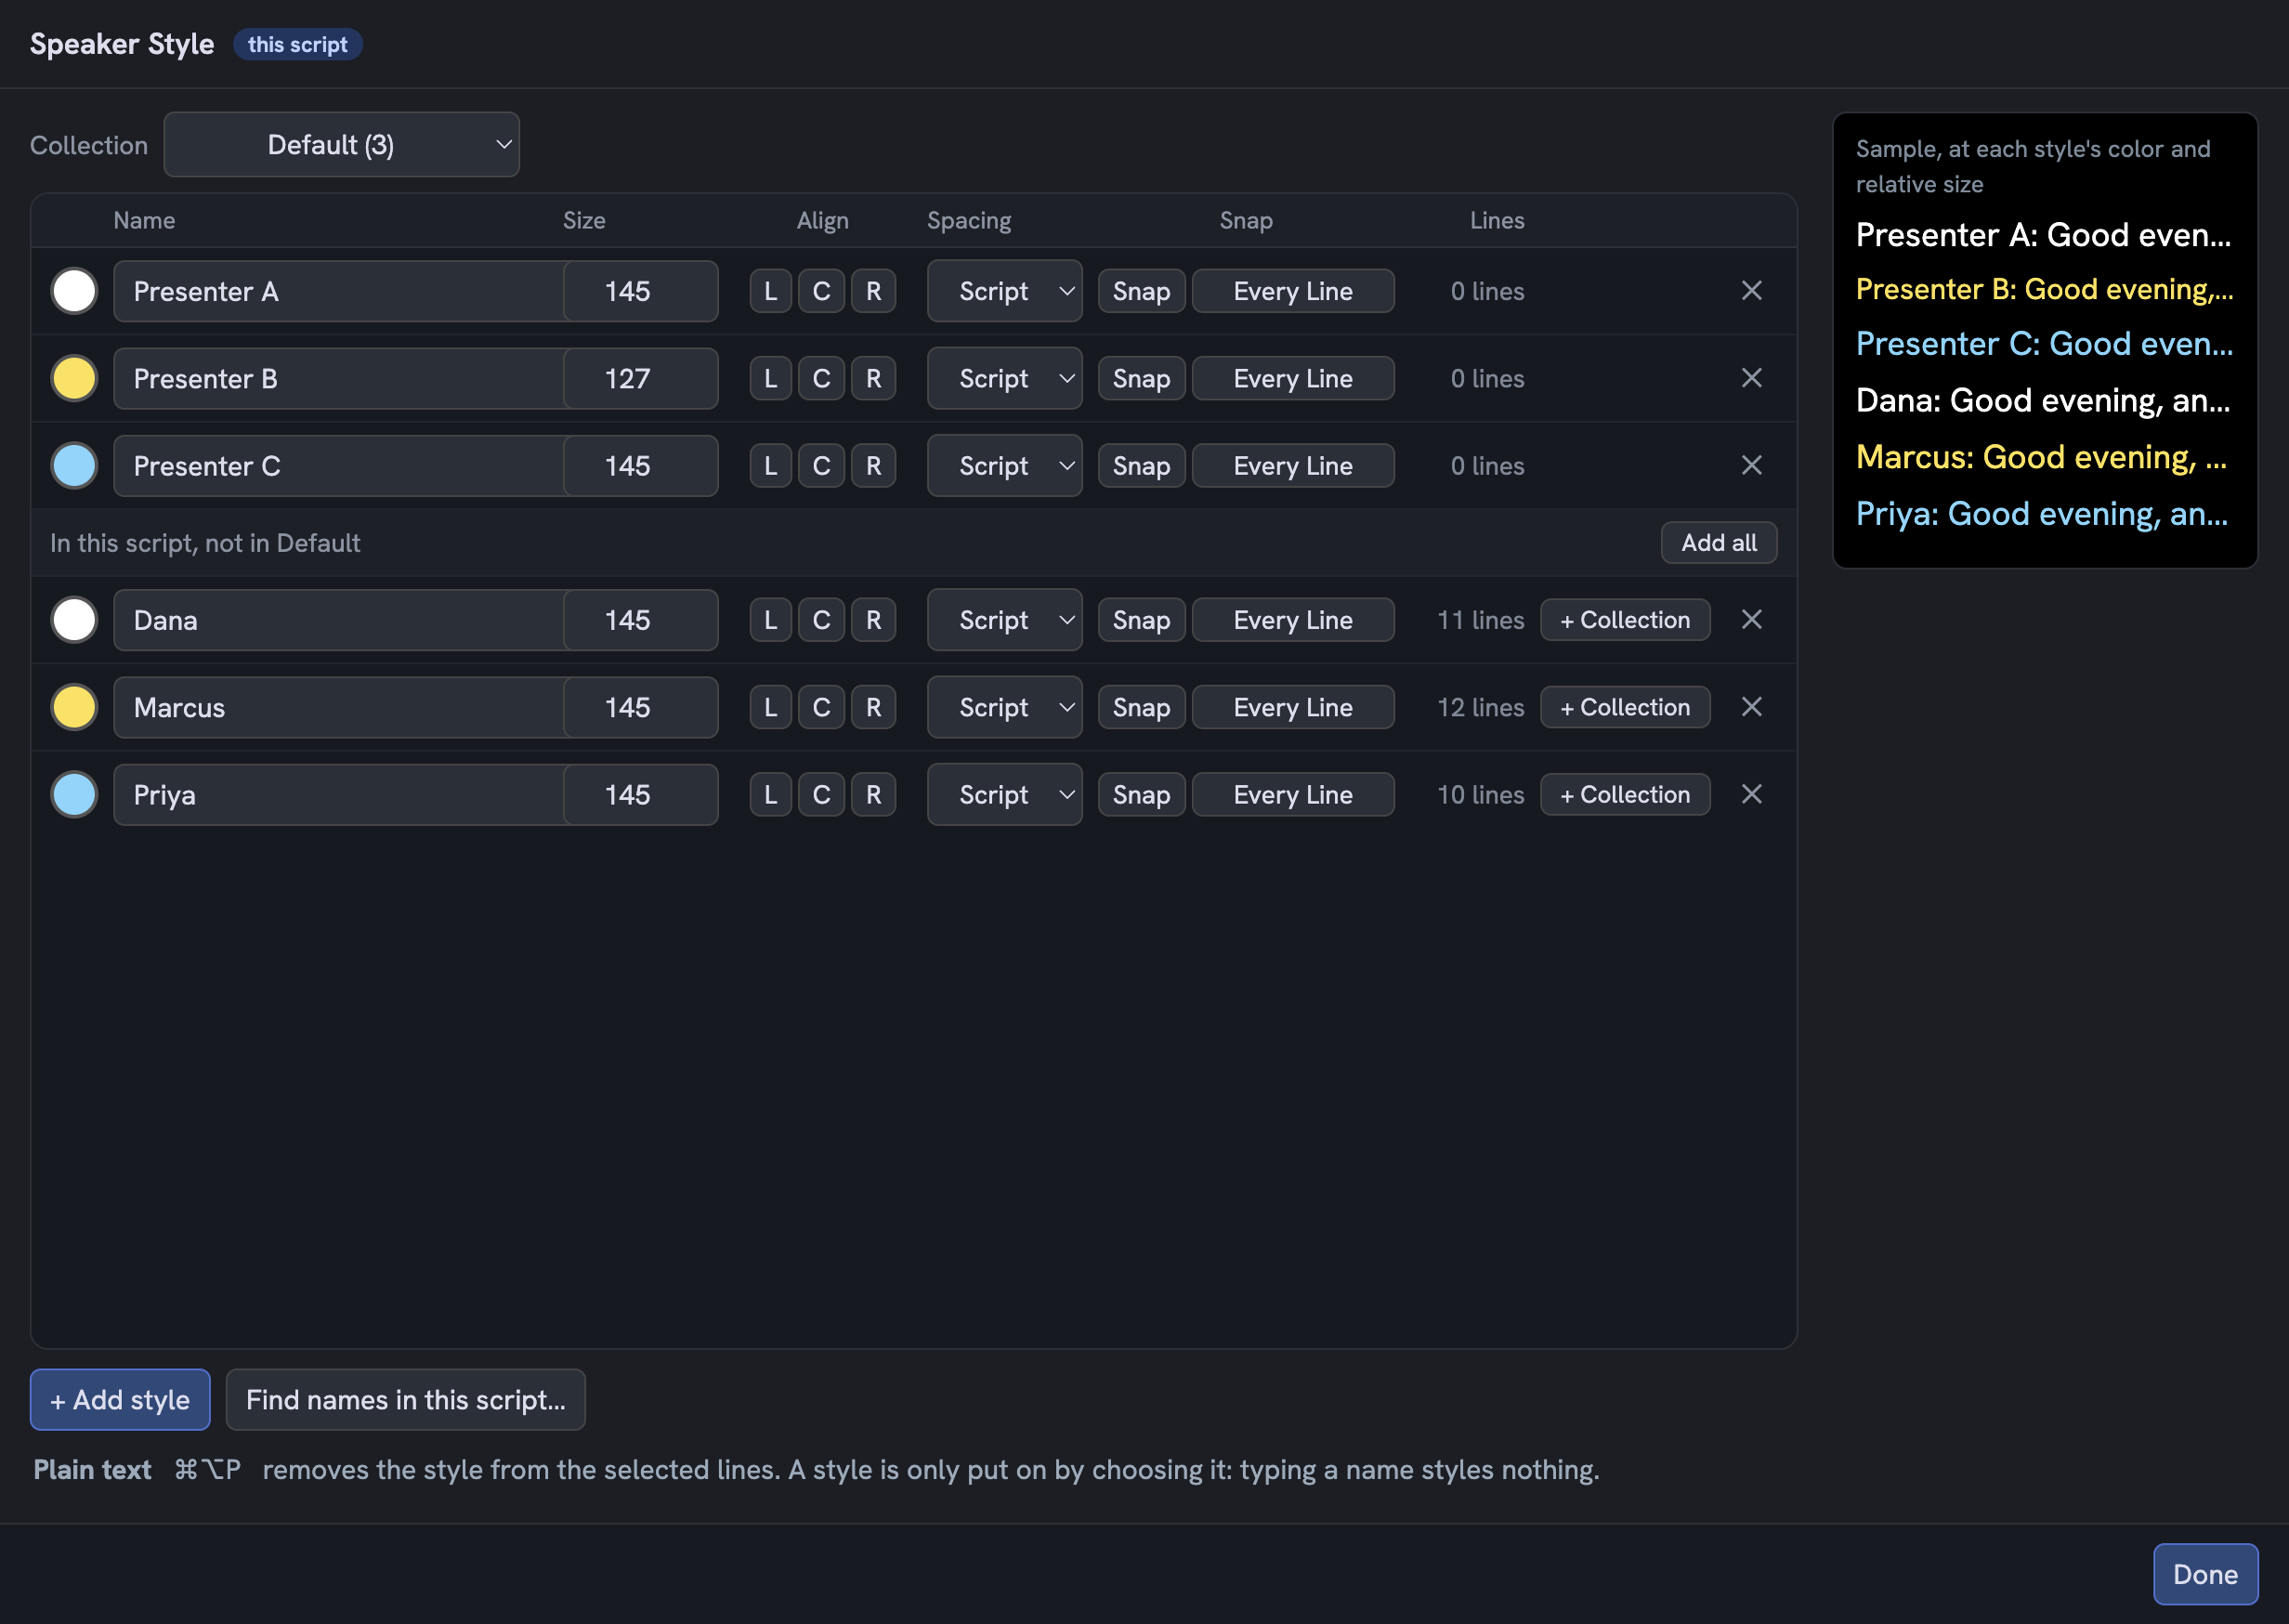 Speaker Style this script
Collection Default (3)
Name Size Align Spacing Snap Lines
Presenter A 145 L C R Script Snap Every Line 0 lines
Presenter B 127 L C R Script Snap Every Line 0 lines
Presenter C 145 L C R Script Snap Every Line 0 lines
In this script, not in Default Add all
Dana 145 L C R Script Snap Every Line 11 lines + Collection
Marcus 145 L C R Script Snap Every Line 12 lines + Collection
Priya 145 L C R Script Snap Every Line 10 lines + Collection
Sample, at each style's color and
relative size
Presenter A: Good even...
Presenter B: Good evening,...
Presenter C: Good even...
Dana: Good evening, an...
Marcus: Good evening, ...
Priya: Good evening, an...
+ Add style Find names in this script...
Plain text ⌘⌥P removes the style from the selected lines. A style is only put on by choosing it: typing a name styles nothing.
Done